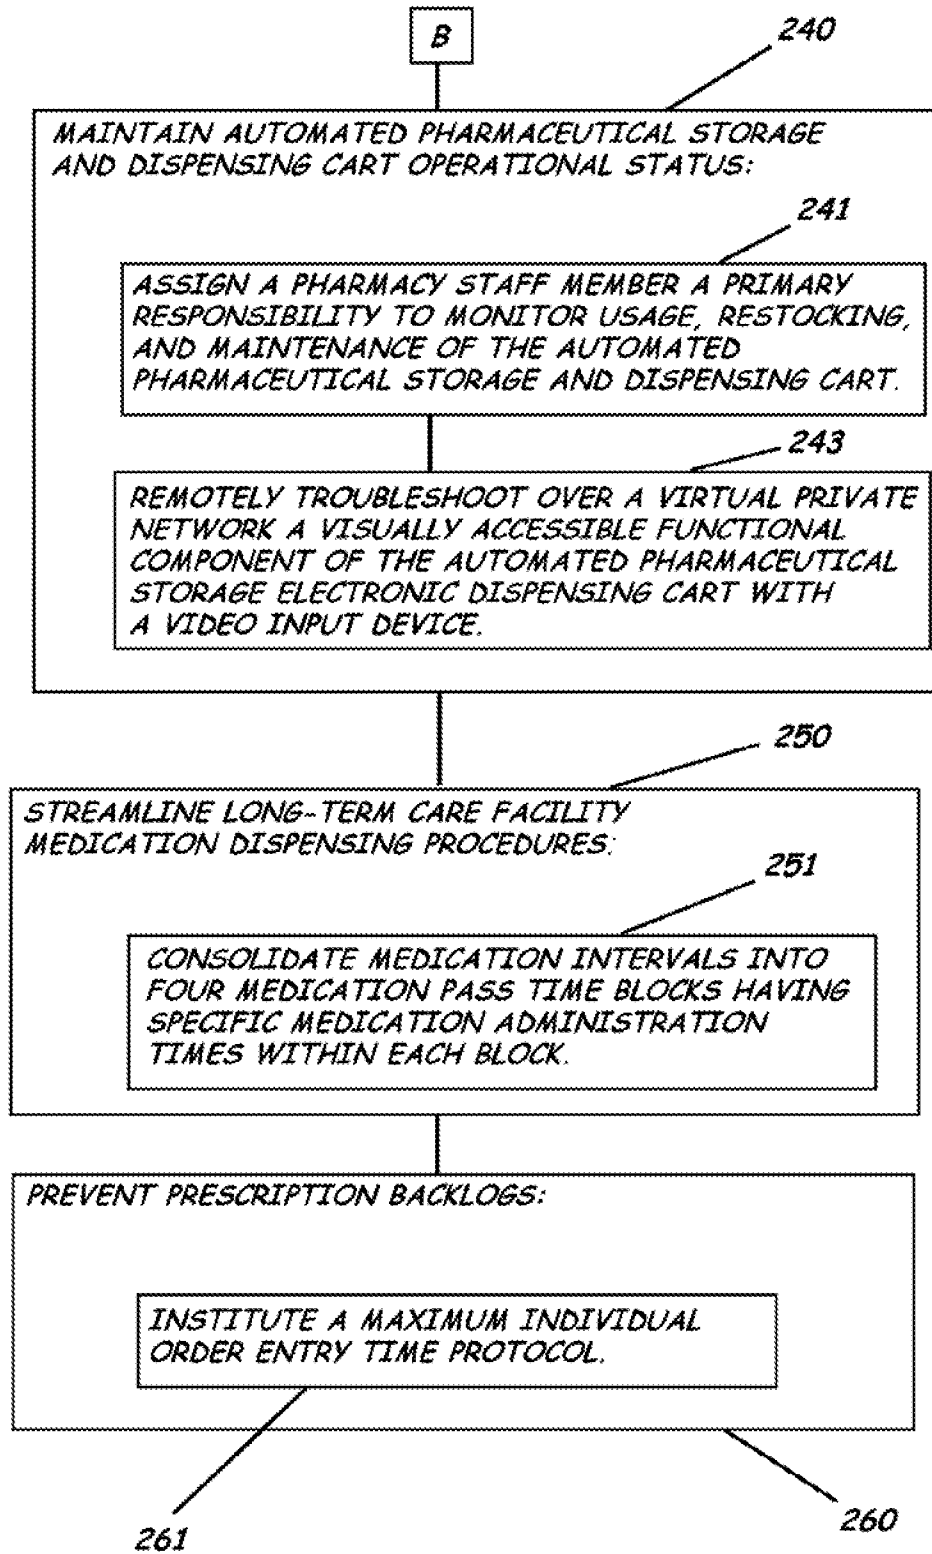 B
240
MAINTAIN AUTOMATED PHARMACEUTICAL STORAGE
AND DISPENSING CART OPERATIONAL STATUS:
241
ASSIGN A PHARMACY STAFF MEMBER A PRIMARY
RESPONSIBILITY TO MONITOR USAGE, RESTOCKING,
AND MAINTENANCE OF THE AUTOMATED
PHARMACEUTICAL STORAGE AND DISPENSING CART.
243
REMOTELY TROUBLESHOOT OVER A VIRTUAL PRIVATE
NETWORK A VISUALLY ACCESSIBLE FUNCTIONAL
COMPONENT OF THE AUTOMATED PHARMACEUTICAL
STORAGE ELECTRONIC DISPENSING CART WITH
A VIDEO INPUT DEVICE.
250
STREAMLINE LONG-TERM CARE FACILITY
MEDICATION DISPENSING PROCEDURES:
251
CONSOLIDATE MEDICATION INTERVALS INTO
FOUR MEDICATION PASS TIME BLOCKS HAVING
SPECIFIC MEDICATION ADMINISTRATION
TIMES WITHIN EACH BLOCK.
PREVENT PRESCRIPTION BACKLOGS:
INSTITUTE A MAXIMUM INDIVIDUAL
ORDER ENTRY TIME PROTOCOL.
261
260